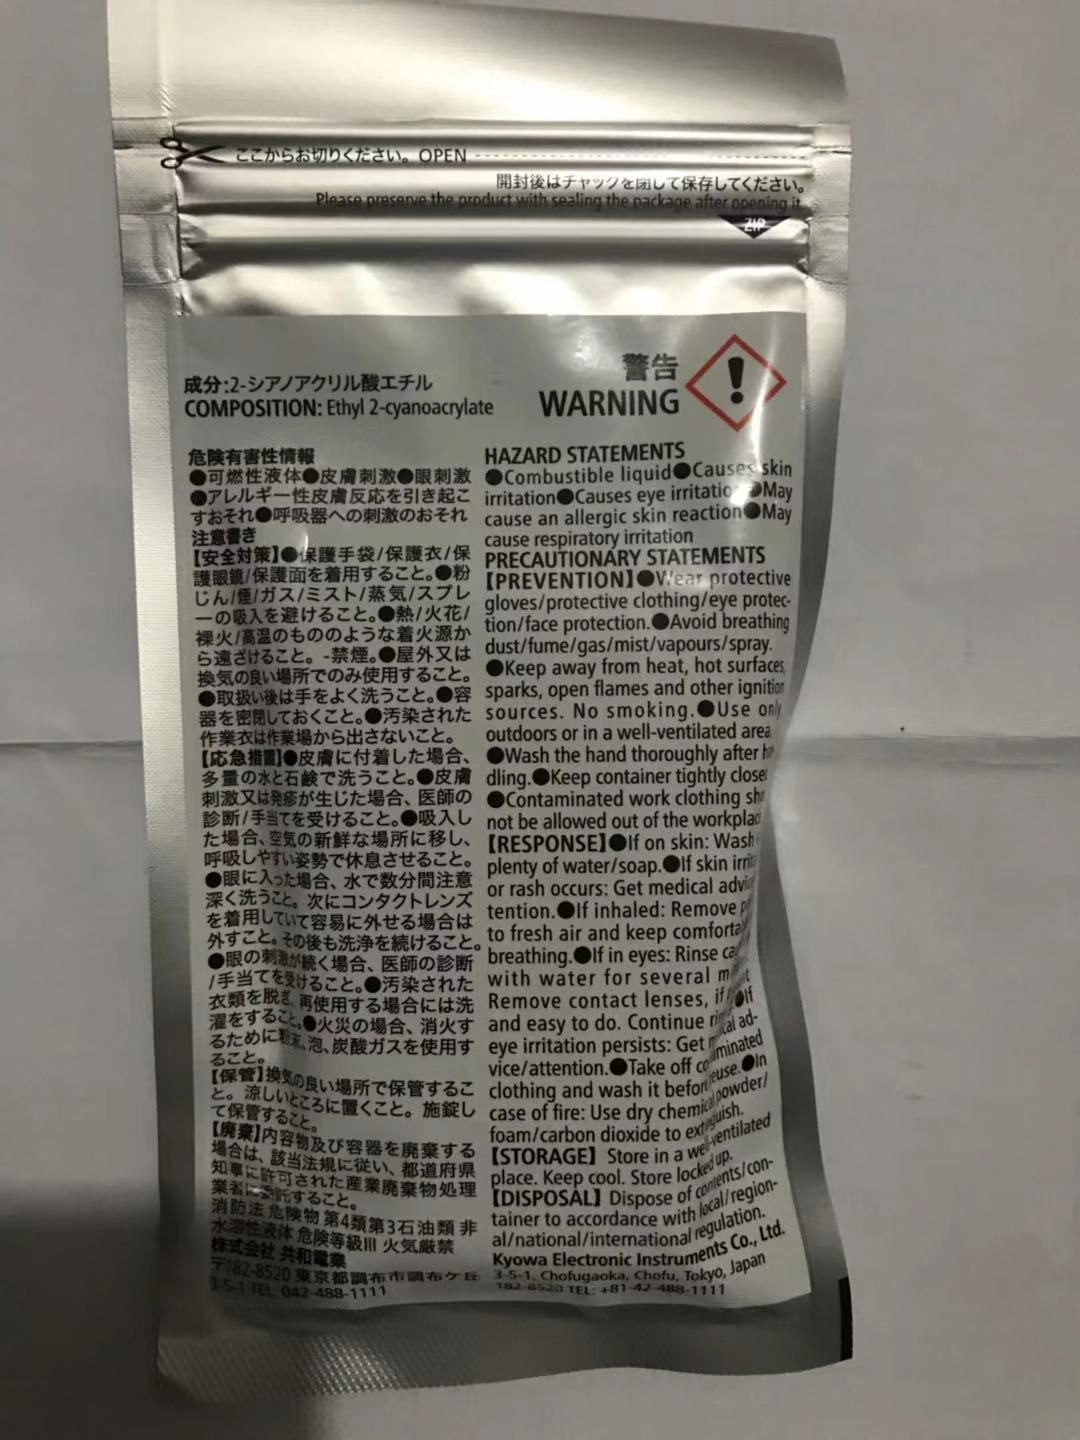 ここからお切りください。OPEN
開封後はチャックを閉じて保存してください。
Please preserve the product with sealing the package after opening it.
ZIP
警告
WARNING
成分:2-シアノアクリル酸エチル
COMPOSITION: Ethyl 2-cyanoacrylate
危険有害性情報
●可燃性液体●皮膚刺激●眼刺激
●アレルギー性皮膚反応を引き起こ
すおそれ●呼吸器への刺激のおそれ
注意書き
【安全対策】●保護手袋/保護衣/保
護眼鏡/保護面を着用すること。●粉
じん/煙/ガス/ミスト/蒸気/スプレ
ーの吸入を避けること。●熱/火花/
裸火/高温のもののような着火源か
ら遠ざけること。-禁煙。●屋外又は
換気の良い場所でのみ使用すること。
●取扱い後は手をよく洗うこと。●容
器を密閉しておくこと。●汚染された
作業衣は作業場から出さないこと。
【応急措置】●皮膚に付着した場合、
多量の水と石鹸で洗うこと。●皮膚
刺激又は発疹が生じた場合、医師の
診断/手当てを受けること。●吸入し
た場合、空気の新鮮な場所に移し、
呼吸しやすい姿勢で休息させること。
●眼に入った場合、水で数分間注意
深く洗うこと。次にコンタクトレンズ
を着用していて容易に外せる場合は
外すこと。その後も洗浄を続けること。
●眼の刺激が続く場合、医師の診断
/手当てを受けること。●汚染された
衣類を脱ぎ、再使用する場合には洗
濯をすること。●火災の場合、消火す
るために粉末、泡、炭酸ガスを使用す
ること。
【保管】換気の良い場所で保管するこ
と。涼しいところに置くこと。施錠し
て保管すること。
【廃棄】内容物及び容器を廃棄する
場合は、該当法規に従い、都道府県
知事に許可された産業廃棄物処理
業者に委託すること。
消防法 危険物 第4類第3石油類 非
水溶性液体 危険等級III 火気厳禁
株式会社 共和電業
〒182-8520 東京都調布市調布ケ丘
3-5-1 TEL 042-488-1111
HAZARD STATEMENTS
●Combustible liquid●Causes skin
irritation●Causes eye irritation●May
cause an allergic skin reaction●May
cause respiratory irritation
PRECAUTIONARY STATEMENTS
【PREVENTION】●Wear protective
gloves/protective clothing/eye protec-
tion/face protection.●Avoid breathing
dust/fume/gas/mist/vapours/spray.
●Keep away from heat, hot surfaces,
sparks, open flames and other ignition
sources. No smoking.●Use only
outdoors or in a well-ventilated area
●Wash the hand thoroughly after
dling.●Keep container tightly
●Contaminated work clothing
not be allowed out of the
【RESPONSE】●If on skin: Wash
plenty of water/soap.●If skin
or rash occurs: Get medical
tention.●If inhaled: Remove
to fresh air and keep
breathing.●If in eyes: Rinse
with water for several
Remove contact lenses, if
and easy to do. Continue ●If
eye irritation persists: Get ad-
vice/attention.●Take off
clothing and wash it before reuse.●In
case of fire: Use dry chemical powder/
foam/carbon dioxide to extinguish.
【STORAGE】 Store in a well-ventilated
place. Keep cool. Store locked up.
【DISPOSAL】 Dispose of contents/con-
tainer to accordance with local/region-
al/national/international regulation.
Kyowa Electronic Instruments Co., Ltd.
3-5-1, Chofugaoka, Chofu, Tokyo, Japan
182-8520 TEL: +81-42-488-1111